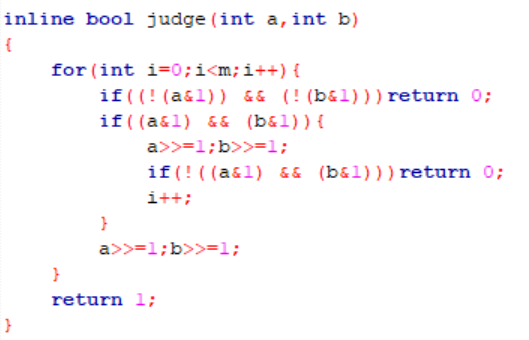 inline bool judge(int a,int b)
{
    for(int i=0;i<m;i++){
        if((!(a&1)) && (!(b&1)))return 0;
        if((a&1) && (b&1)){
            a>>=1;b>>=1;
            if(!((a&1) && (b&1)))return 0;
            i++;
        }
        a>>=1;b>>=1;
    }
    return 1;
}